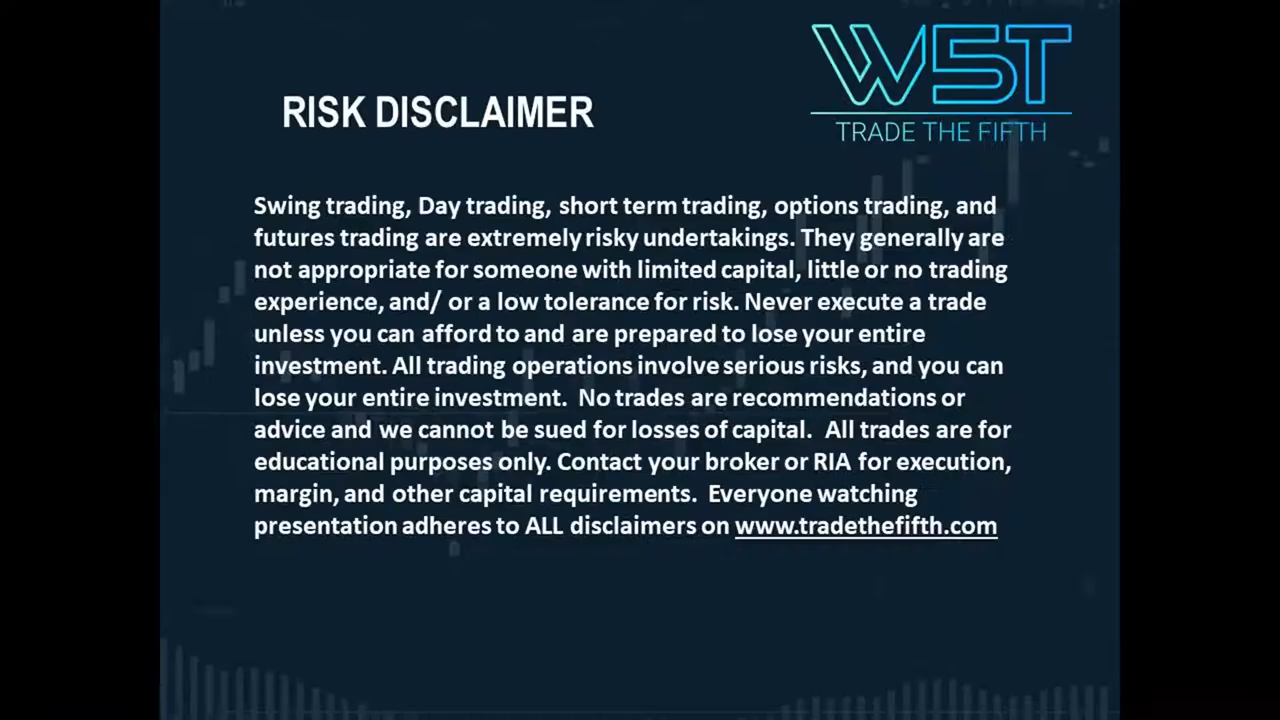 W5T
TRADE THE FIFTH
RISK DISCLAIMER
Swing trading, Day trading, short term trading, options trading, and
futures trading are extremely risky undertakings. They generally are
not appropriate for someone with limited capital, little or no trading
experience, and/ or a low tolerance for risk. Never execute a trade
unless you can afford to and are prepared to lose your entire
investment. All trading operations involve serious risks, and you can
lose your entire investment.  No trades are recommendations or
advice and we cannot be sued for losses of capital.  All trades are for
educational purposes only. Contact your broker or RIA for execution,
margin, and other capital requirements.  Everyone watching
presentation adheres to ALL disclaimers on www.tradethefifth.com